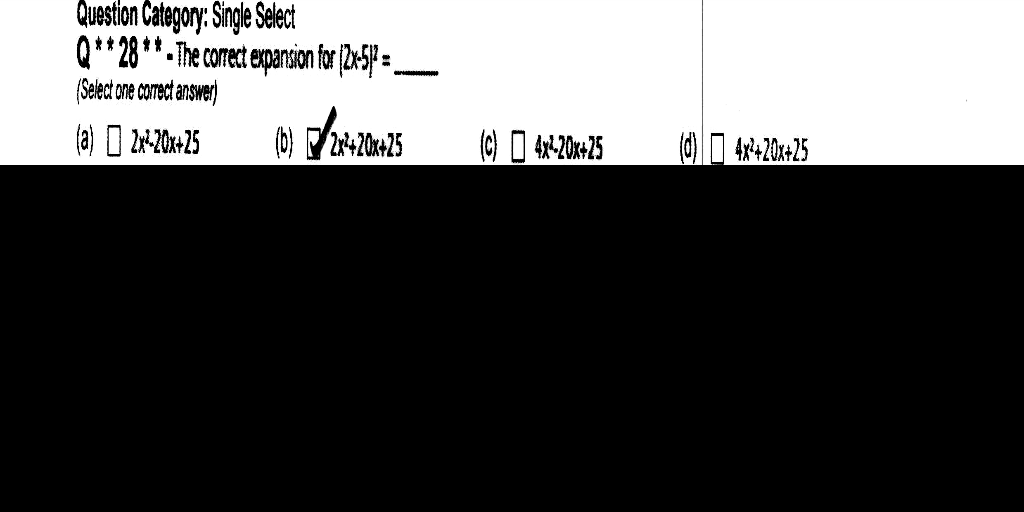 Question Category: Single Select
Q * * 28 * * - The correct expansion for (2x-5)² = _____
(Select one correct answer)
(a) ☐ 2x²-20x+25 (b) ☑ 2x²+20x+25 (c) ☐ 4x²-20x+25 (d) ☐ 4x²+20x+25